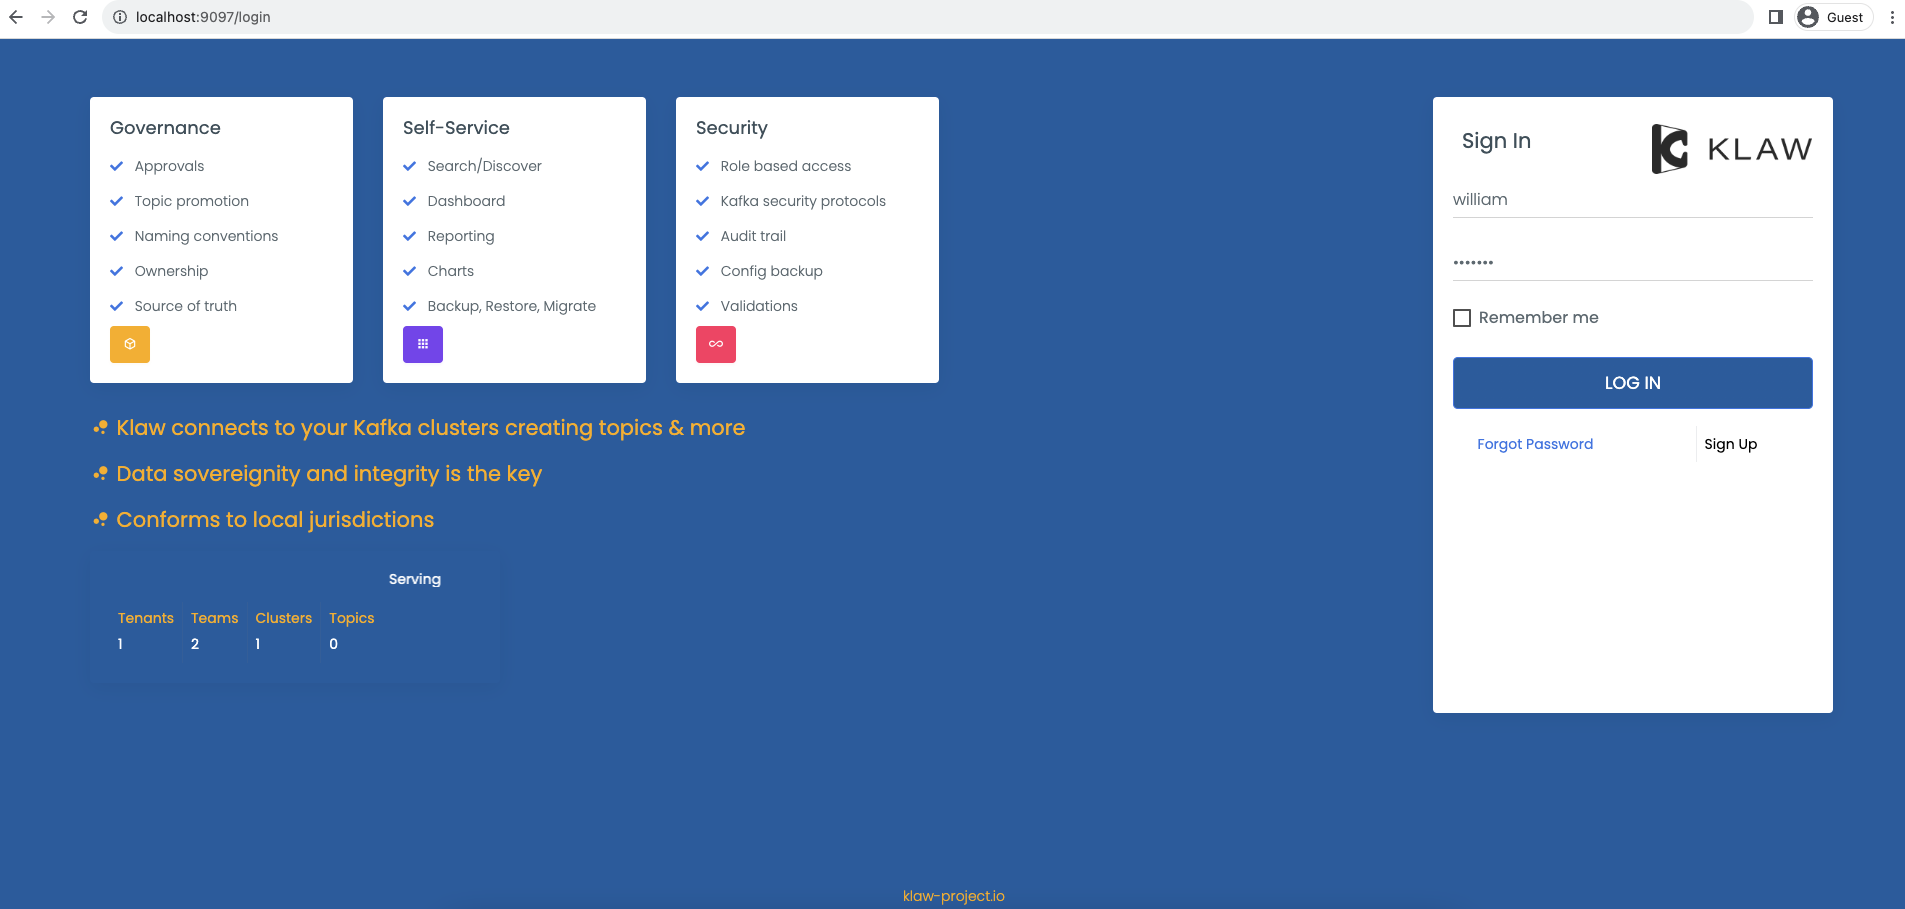 localhost:9097/login
Guest
Governance
Approvals
Topic promotion
Naming conventions
Ownership
Source of truth
Self-Service
Search/Discover
Dashboard
Reporting
Charts
Backup, Restore, Migrate
Security
Role based access
Kafka security protocols
Audit trail
Config backup
Validations
Klaw connects to your Kafka clusters creating topics & more
Data sovereignity and integrity is the key
Conforms to local jurisdictions
Serving
Tenants Teams Clusters Topics
1 2 1 0
Sign In
KLAW
william
•••••••
Remember me
LOG IN
Forgot Password
Sign Up
klaw-project.io